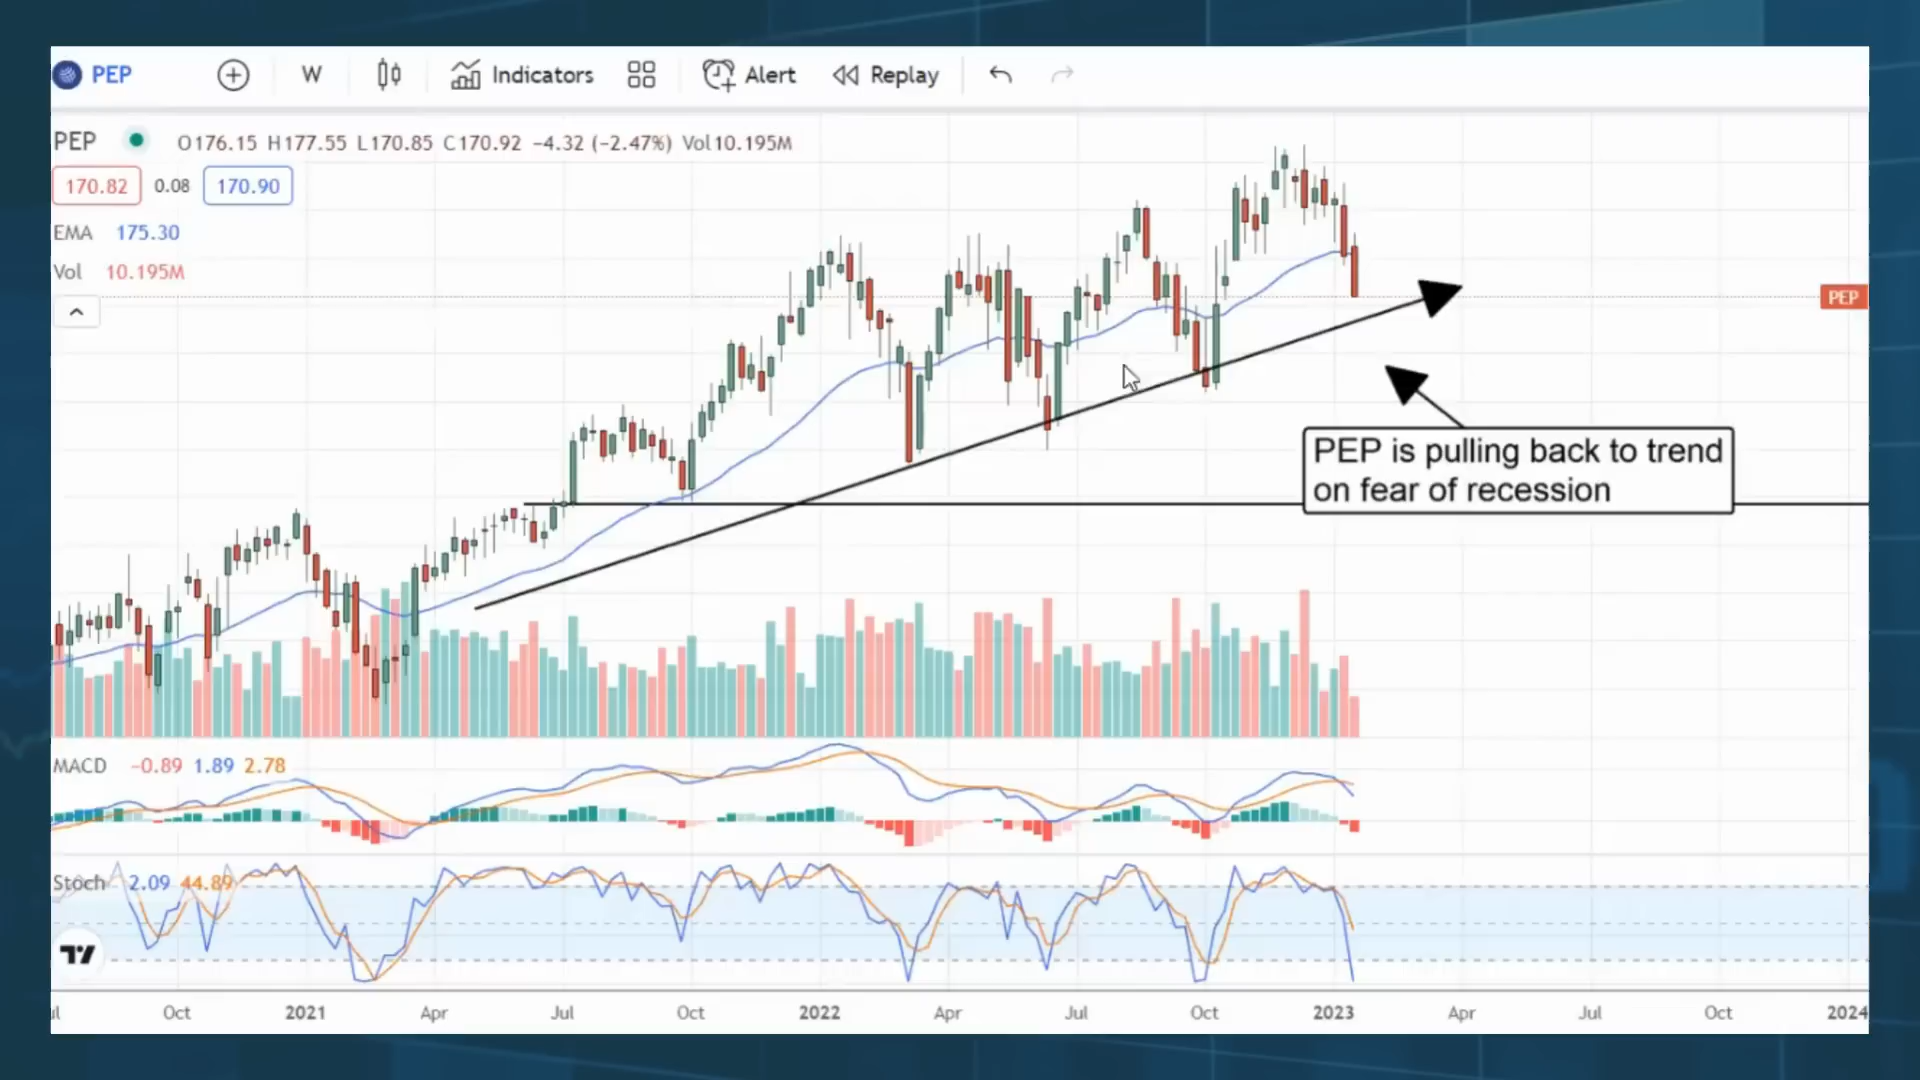 PEP W Indicators Alert Replay
PEP O176.15 H177.55 L170.85 C170.92 −4.32 (−2.47%) Vol10.195M
170.82 0.08 170.90
EMA 175.30
Vol 10.195M
PEP
PEP is pulling back to trend
on fear of recession
MACD −0.89 1.89 2.78
Stoch 2.09 44.89
Oct 2021 Apr Jul Oct 2022 Apr Jul Oct 2023 Apr Jul Oct 2024